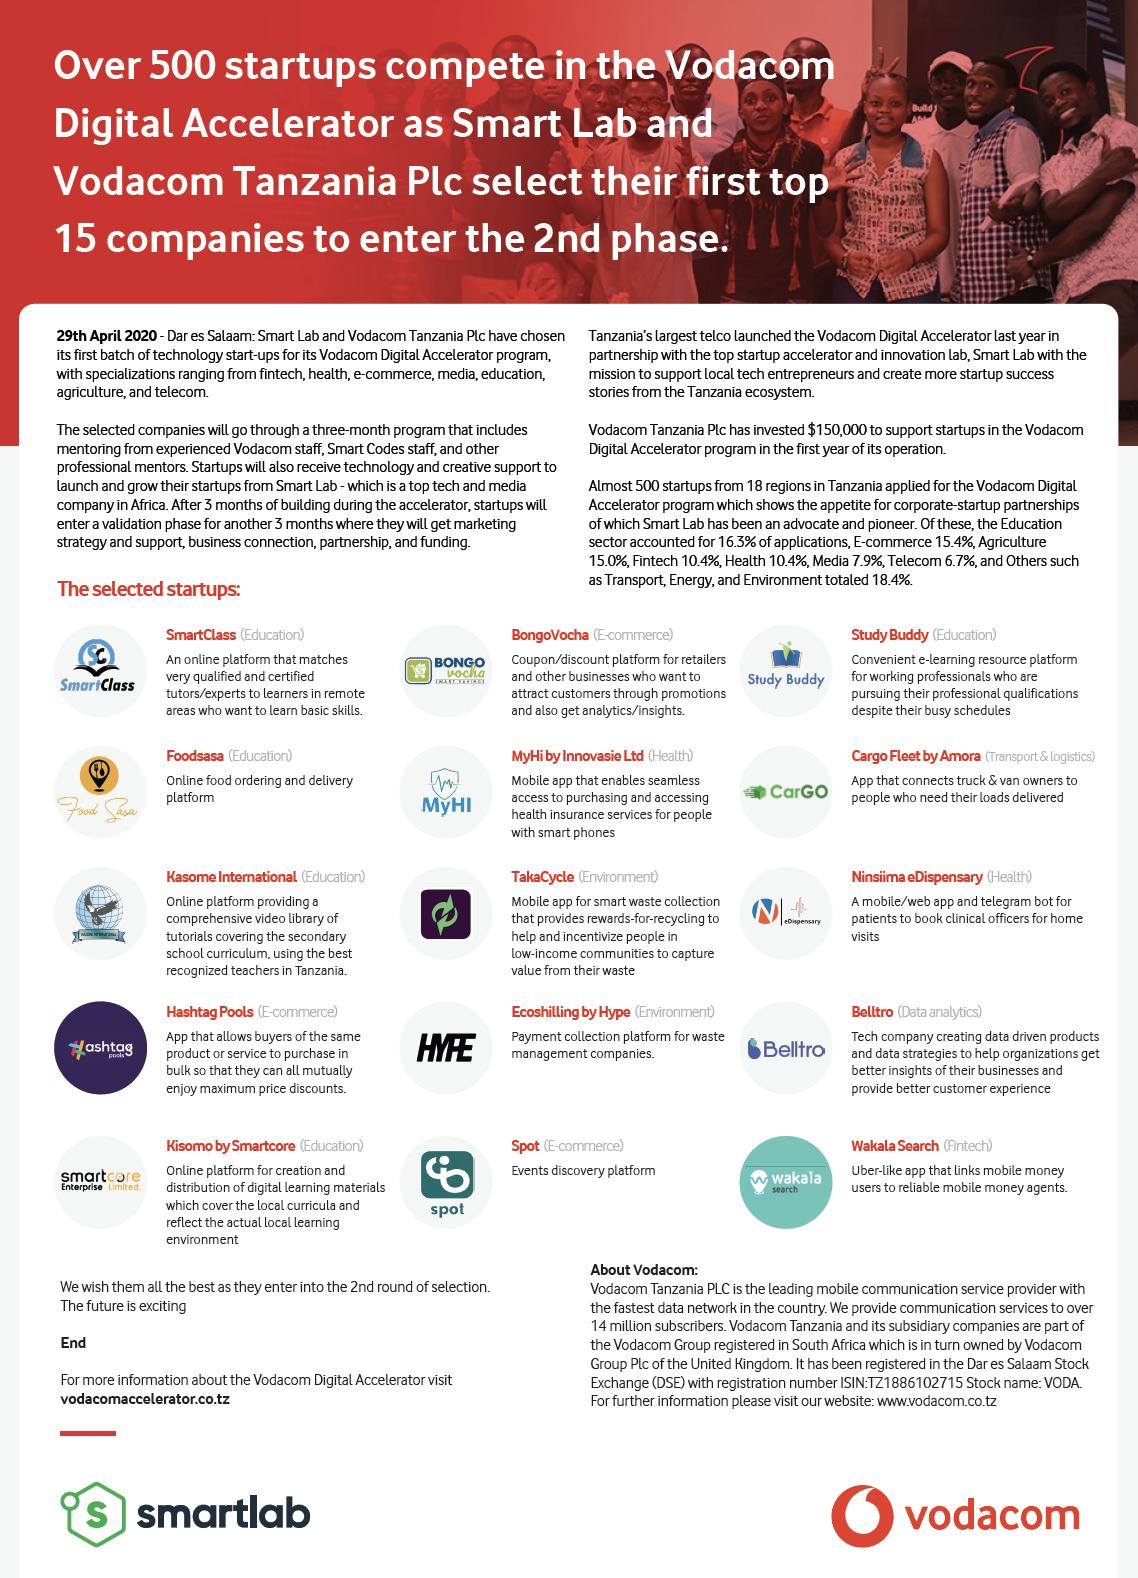 Over 500 startups compete in the Vodacom
Digital Accelerator as Smart Lab and
Vodacom Tanzania Plc select their first top
15 companies to enter the 2nd phase.
Build
29th April 2020 - Dar es Salaam: Smart Lab and Vodacom Tanzania Plc have chosen
its first batch of technology start-ups for its Vodacom Digital Accelerator program,
with specializations ranging from fintech, health, e-commerce, media, education,
agriculture, and telecom.
The selected companies will go through a three-month program that includes
mentoring from experienced Vodacom staff, Smart Codes staff, and other
professional mentors. Startups will also receive technology and creative support to
launch and grow their startups from Smart Lab - which is a top tech and media
company in Africa. After 3 months of building during the accelerator, startups will
enter a validation phase for another 3 months where they will get marketing
strategy and support, business connection, partnership, and funding.
Tanzania's largest telco launched the Vodacom Digital Accelerator last year in
partnership with the top startup accelerator and innovation lab, Smart Lab with the
mission to support local tech entrepreneurs and create more startup success
stories from the Tanzania ecosystem.
Vodacom Tanzania Plc has invested $150,000 to support startups in the Vodacom
Digital Accelerator program in the first year of its operation.
Almost 500 startups from 18 regions in Tanzania applied for the Vodacom Digital
Accelerator program which shows the appetite for corporate-startup partnerships
of which Smart Lab has been an advocate and pioneer. Of these, the Education
sector accounted for 16.3% of applications, E-commerce 15.4%, Agriculture
15.0%, Fintech 10.4%, Health 10.4%, Media 7.9%, Telecom 6.7%, and Others such
as Transport, Energy, and Environment totaled 18.4%.
The selected startups:
SC
SmartClass
SmartClass (Education)
An online platform that matches
very qualified and certified
tutors/experts to learners in remote
areas who want to learn basic skills.
BONGO
vocha
SMART SAVINGS
BongoVocha (E-commerce)
Coupon/discount platform for retailers
and other businesses who want to
attract customers through promotions
and also get analytics/insights.
Study Buddy
Study Buddy (Education)
Convenient e-learning resource platform
for working professionals who are
pursuing their professional qualifications
despite their busy schedules
Food Sasa
Foodsasa (Education)
Online food ordering and delivery
platform
MyHI
MyHi by Innovasie Ltd (Health)
Mobile app that enables seamless
access to purchasing and accessing
health insurance services for people
with smart phones
CarGO
Cargo Fleet by Amora (Transport & logistics)
App that connects truck & van owners to
people who need their loads delivered
KASOME INTERNATIONAL
Kasome International (Education)
Online platform providing a
comprehensive video library of
tutorials covering the secondary
school curriculum, using the best
recognized teachers in Tanzania.
TakaCycle (Environment)
Mobile app for smart waste collection
that provides rewards-for-recycling to
help and incentivize people in
low-income communities to capture
value from their waste
N
eDispensary
Ninsiima eDispensary (Health)
A mobile/web app and telegram bot for
patients to book clinical officers for home
visits
#ashtag
pools
Hashtag Pools (E-commerce)
App that allows buyers of the same
product or service to purchase in
bulk so that they can all mutually
enjoy maximum price discounts.
HYPE
Ecoshilling by Hype (Environment)
Payment collection platform for waste
management companies.
Belltro
Belltro (Data analytics)
Tech company creating data driven products
and data strategies to help organizations get
better insights of their businesses and
provide better customer experience
smartcore
Enterprise Limited.
Kisomo by Smartcore (Education)
Online platform for creation and
distribution of digital learning materials
which cover the local curricula and
reflect the actual local learning
environment
spot
Spot (E-commerce)
Events discovery platform
wakala
search
Wakala Search (Fintech)
Uber-like app that links mobile money
users to reliable mobile money agents.
We wish them all the best as they enter into the 2nd round of selection.
The future is exciting
End
For more information about the Vodacom Digital Accelerator visit
vodacomaccelerator.co.tz
About Vodacom:
Vodacom Tanzania PLC is the leading mobile communication service provider with
the fastest data network in the country. We provide communication services to over
14 million subscribers. Vodacom Tanzania and its subsidiary companies are part of
the Vodacom Group registered in South Africa which is in turn owned by Vodacom
Group Plc of the United Kingdom. It has been registered in the Dar es Salaam Stock
Exchange (DSE) with registration number ISIN:TZ1886102715 Stock name: VODA.
For further information please visit our website: www.vodacom.co.tz
S smartlab
vodacom